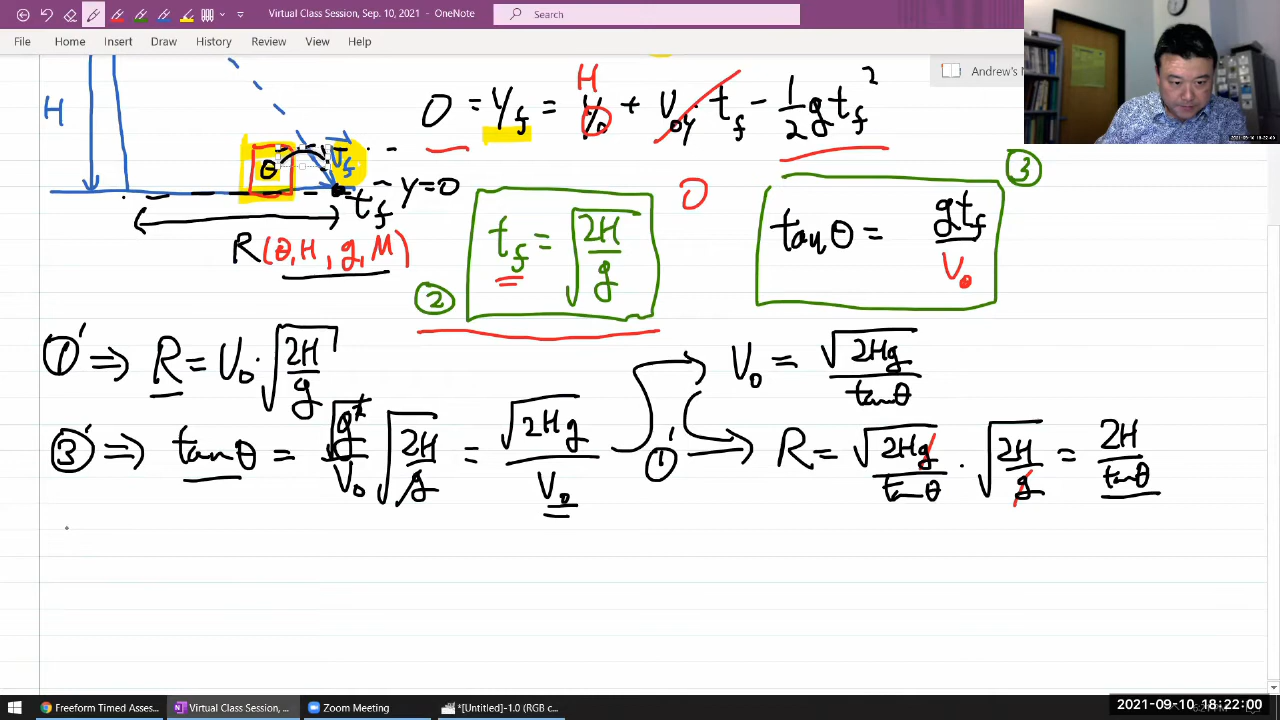 Virtual Class Session, Sep. 10, 2021 - OneNote
Search
File Home Insert Draw History Review View Help
Andrew's N
H
0 = y_f = y_0 + v_{0y} t_f - 1/2 g t_f^2
H
θ
v_f
y=0
t_f
R(θ, H, g, M)
② t_f = √(2H/g)
0
③ tan θ = g t_f / V_0
①' ⇒ R = V_0 · √(2H/g)
V_0 = √(2Hg) / tan θ
③' ⇒ tan θ = √g² / V_0 √(2H/g) = √(2Hg) / V_0
①' R = √(2Hg) / tan θ · √(2H/g) = 2H / tan θ
Freeform Timed Asses...
Virtual Class Session,...
Zoom Meeting
*[Untitled]-1.0 (RGB c...
2021-09-10 18:22:00